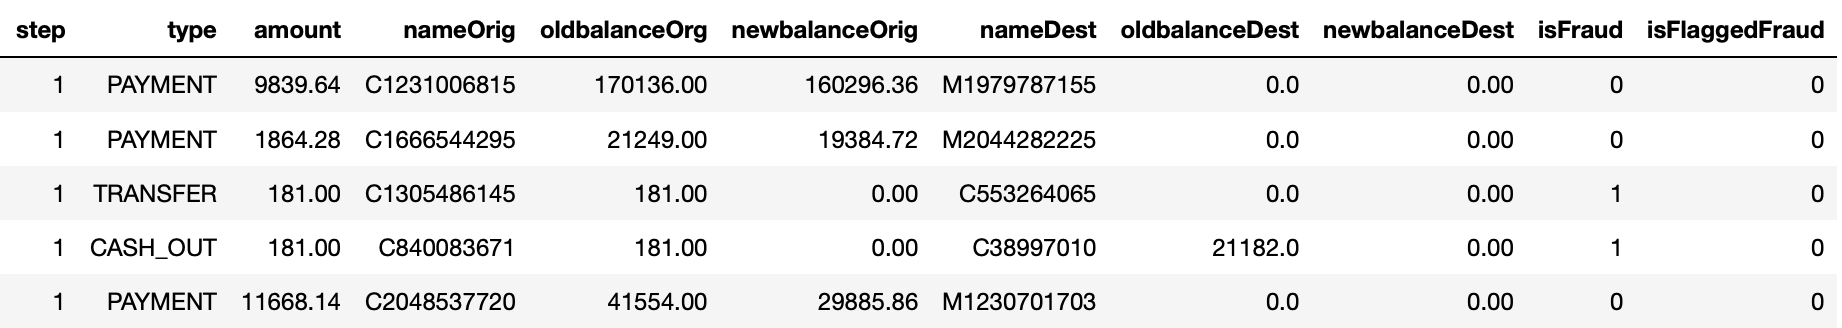 step type amount nameOrig oldbalanceOrg newbalanceOrig nameDest oldbalanceDest newbalanceDest isFraud isFlaggedFraud
1 PAYMENT 9839.64 C1231006815 170136.00 160296.36 M1979787155 0.0 0.00 0 0
1 PAYMENT 1864.28 C1666544295 21249.00 19384.72 M2044282225 0.0 0.00 0 0
1 TRANSFER 181.00 C1305486145 181.00 0.00 C553264065 0.0 0.00 1 0
1 CASH_OUT 181.00 C840083671 181.00 0.00 C38997010 21182.0 0.00 1 0
1 PAYMENT 11668.14 C2048537720 41554.00 29885.86 M1230701703 0.0 0.00 0 0